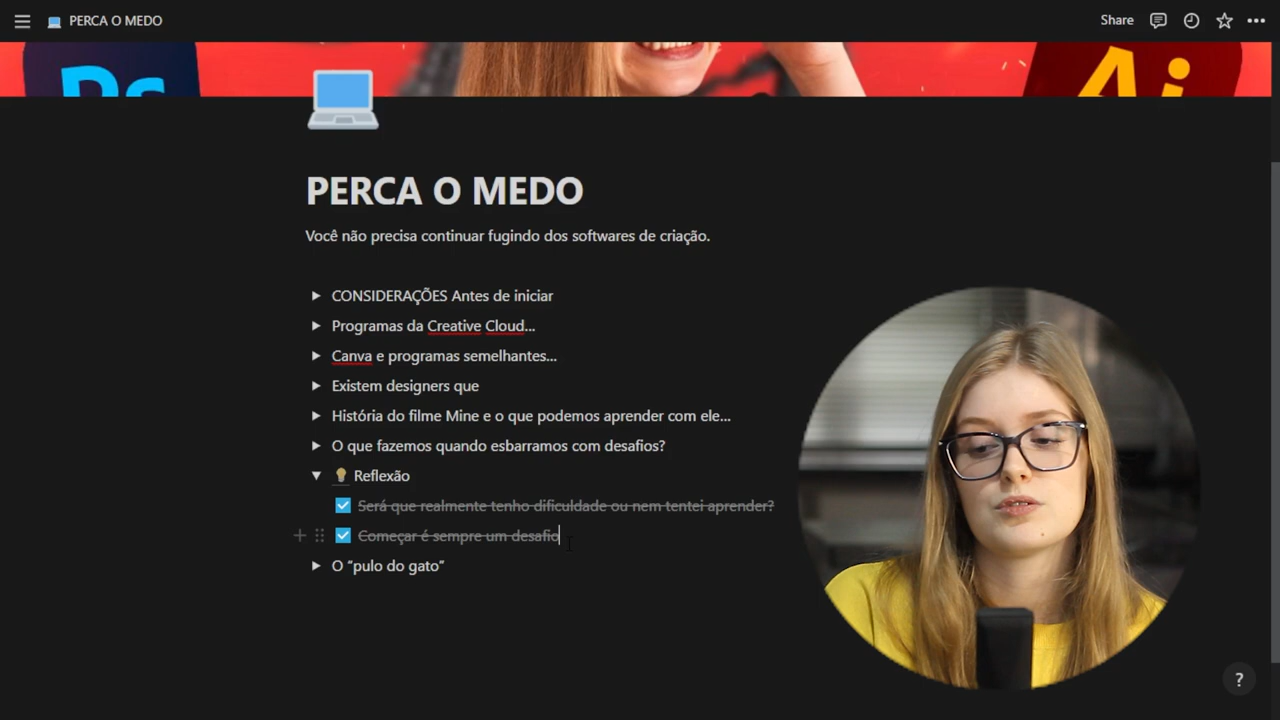 PERCA O MEDO
Share
Ps
Ai
PERCA O MEDO
Você não precisa continuar fugindo dos softwares de criação.
CONSIDERAÇÕES Antes de iniciar
Programas da Creative Cloud...
Canva e programas semelhantes...
Existem designers que
História do filme Mine e o que podemos aprender com ele...
O que fazemos quando esbarramos com desafios?
Reflexão
Será que realmente tenho dificuldade ou nem tentei aprender?
Começar é sempre um desafio
O “pulo do gato”
?